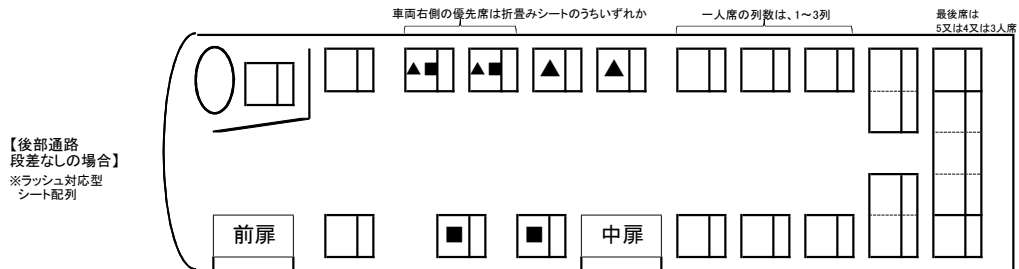 車両右側の優先席は折畳みシートのうちいずれか
一人席の列数は、1～3列
最後席は
5又は4又は3人席
▲■
▲■
▲
▲
【後部通路
段差なしの場合】
※ラッシュ対応型
シート配列
前扉
■
■
中扉